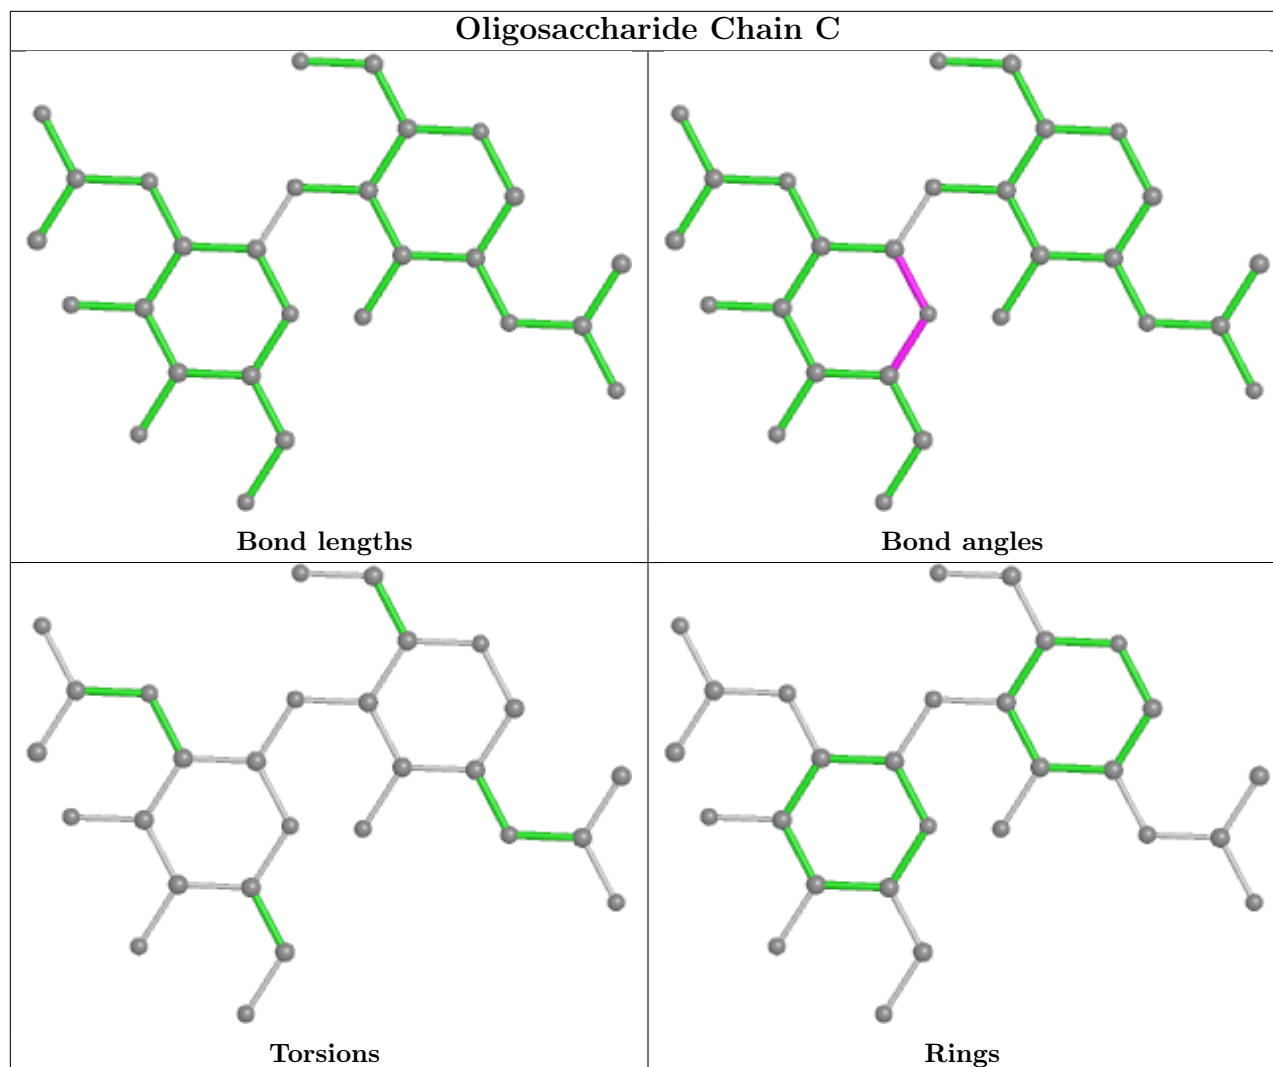 Oligosaccharide Chain C
Bond lengths
Bond angles
Torsions
Rings